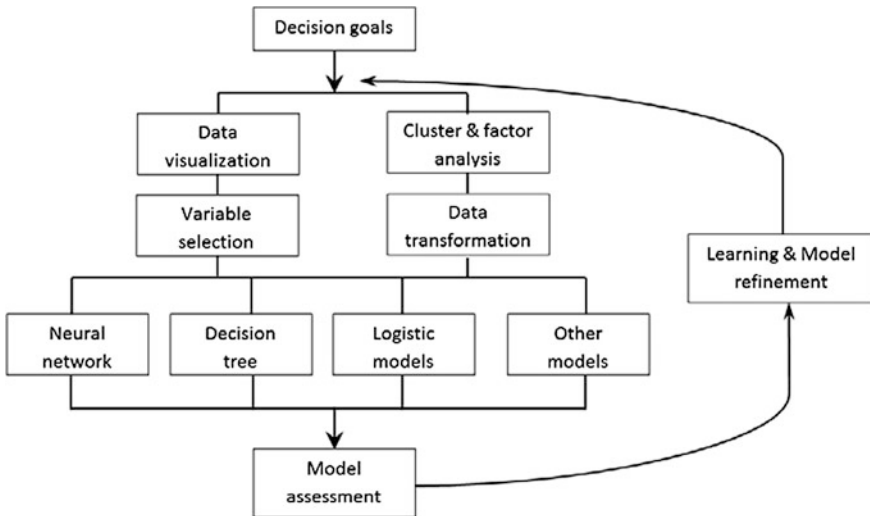 Decision goals
Data
visualization
Cluster & factor
analysis
Variable
selection
Data
transformation
Learning & Model
refinement
Neural
network
Decision
tree
Logistic
models
Other
models
Model
assessment